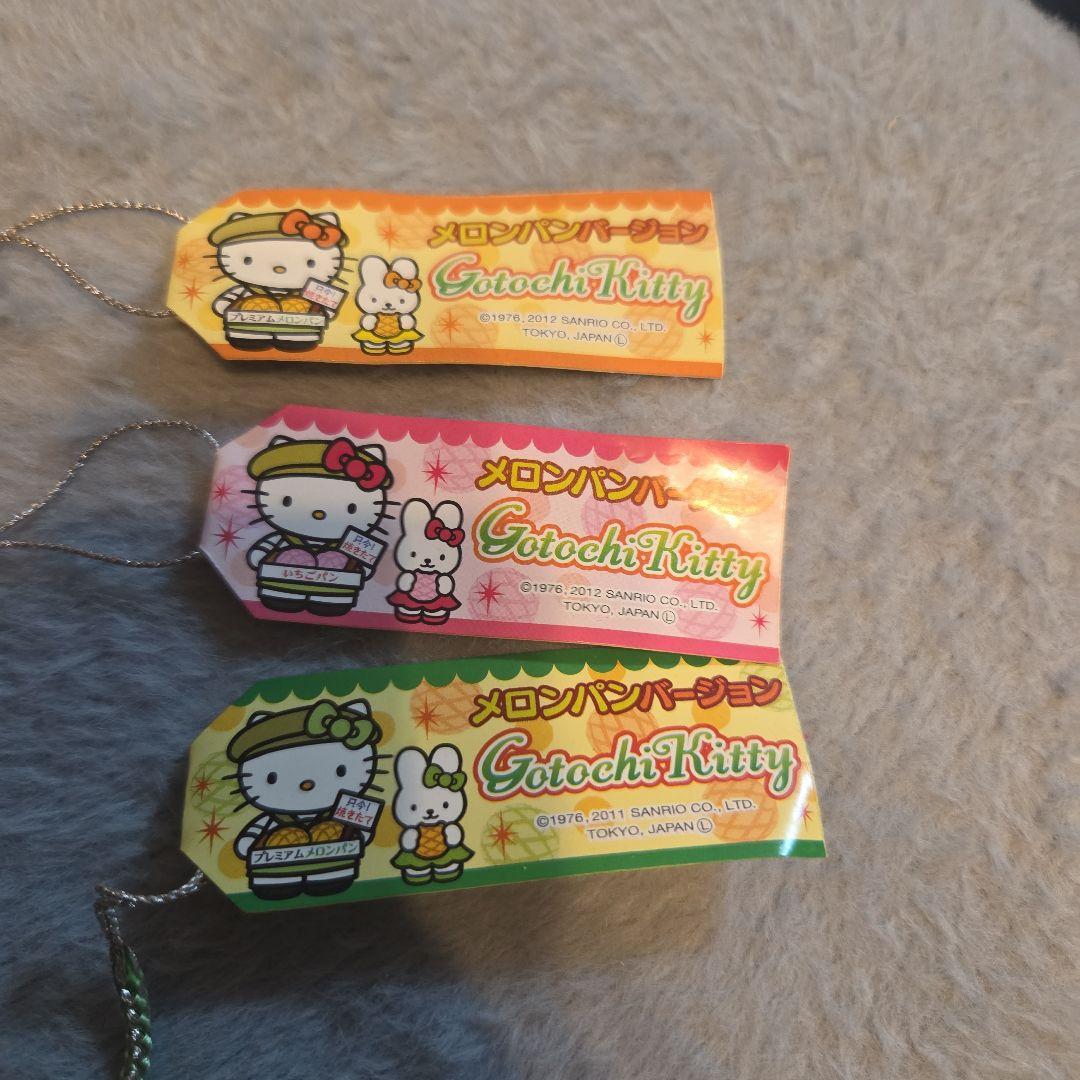 メロンパンバージョン
Gotochi Kitty
只今!
焼きたて
プレミアムメロンパン
©1976, 2012 SANRIO CO., LTD.
TOKYO, JAPAN Ⓛ
メロンパンバー
Gotochi Kitty
只今!
焼きたて
いちごパン
©1976, 2012 SANRIO CO., LTD.
TOKYO, JAPAN Ⓛ
メロンパンバージョン
Gotochi Kitty
只今!
焼きたて
プレミアムメロンパン
©1976, 2011 SANRIO CO., LTD.
TOKYO, JAPAN Ⓛ